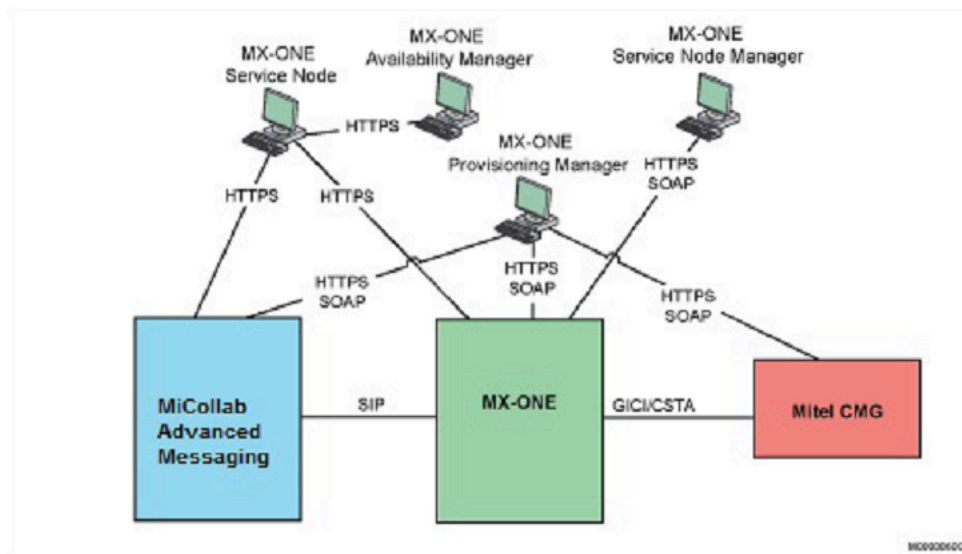 MX-ONE
Service Node
MX-ONE
Availability Manager
MX-ONE
Service Node Manager
HTTPS
MX-ONE
Provisioning Manager
HTTPS
HTTPS
HTTPS
SOAP
HTTPS
SOAP
HTTPS
SOAP
HTTPS
SOAP
MiCollab
Advanced
Messaging
SIP
MX-ONE
GICI/CSTA
Mitel CMG